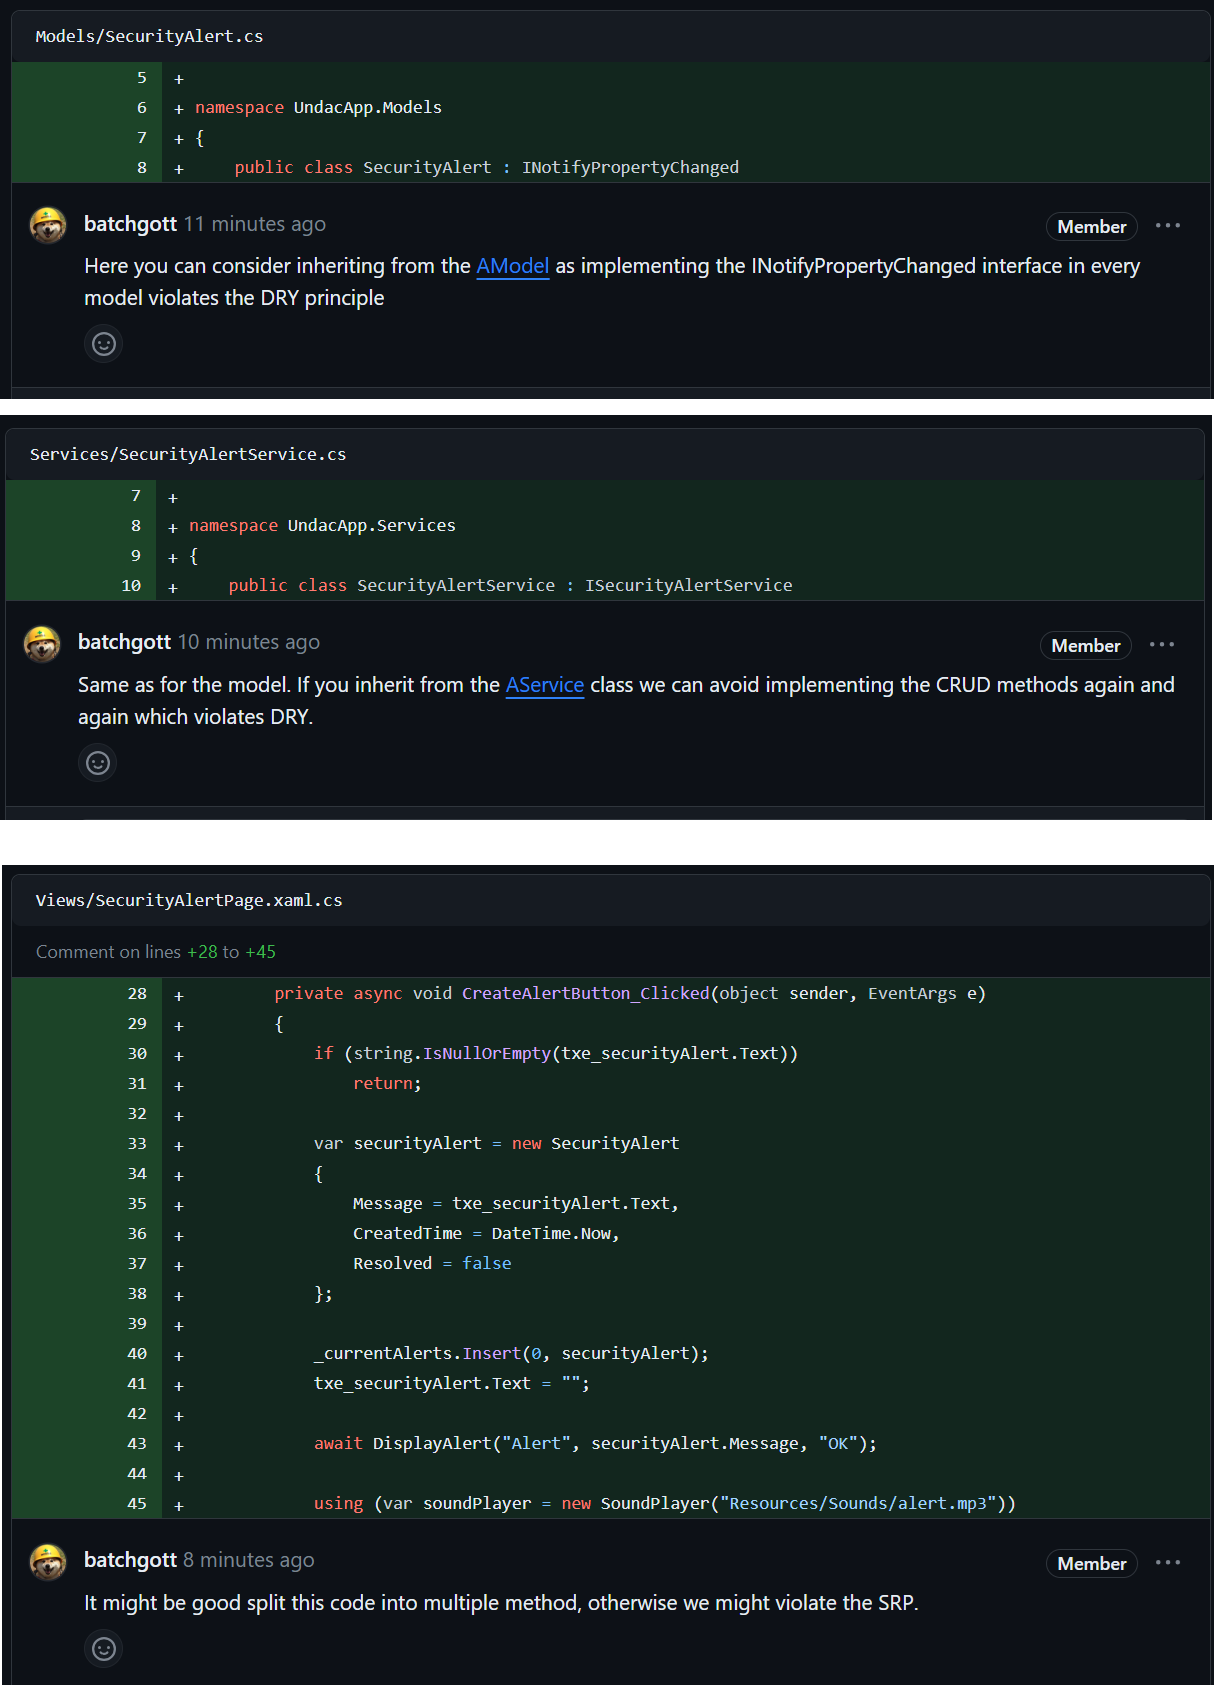 Models/SecurityAlert.cs
5 +
6 + namespace UndacApp.Models
7 + {
8 +     public class SecurityAlert : INotifyPropertyChanged
batchgott 11 minutes ago
Member ···
Here you can consider inheriting from the AModel as implementing the INotifyPropertyChanged interface in every
model violates the DRY principle
Services/SecurityAlertService.cs
7 +
8 + namespace UndacApp.Services
9 + {
10 +     public class SecurityAlertService : ISecurityAlertService
batchgott 10 minutes ago
Member ···
Same as for the model. If you inherit from the AService class we can avoid implementing the CRUD methods again and
again which violates DRY.
Views/SecurityAlertPage.xaml.cs
Comment on lines +28 to +45
28 +         private async void CreateAlertButton_Clicked(object sender, EventArgs e)
29 +         {
30 +             if (string.IsNullOrEmpty(txe_securityAlert.Text))
31 +                 return;
32 +
33 +             var securityAlert = new SecurityAlert
34 +             {
35 +                 Message = txe_securityAlert.Text,
36 +                 CreatedTime = DateTime.Now,
37 +                 Resolved = false
38 +             };
39 +
40 +             _currentAlerts.Insert(0, securityAlert);
41 +             txe_securityAlert.Text = "";
42 +
43 +             await DisplayAlert("Alert", securityAlert.Message, "OK");
44 +
45 +             using (var soundPlayer = new SoundPlayer("Resources/Sounds/alert.mp3"))
batchgott 8 minutes ago
Member ···
It might be good split this code into multiple method, otherwise we might violate the SRP.